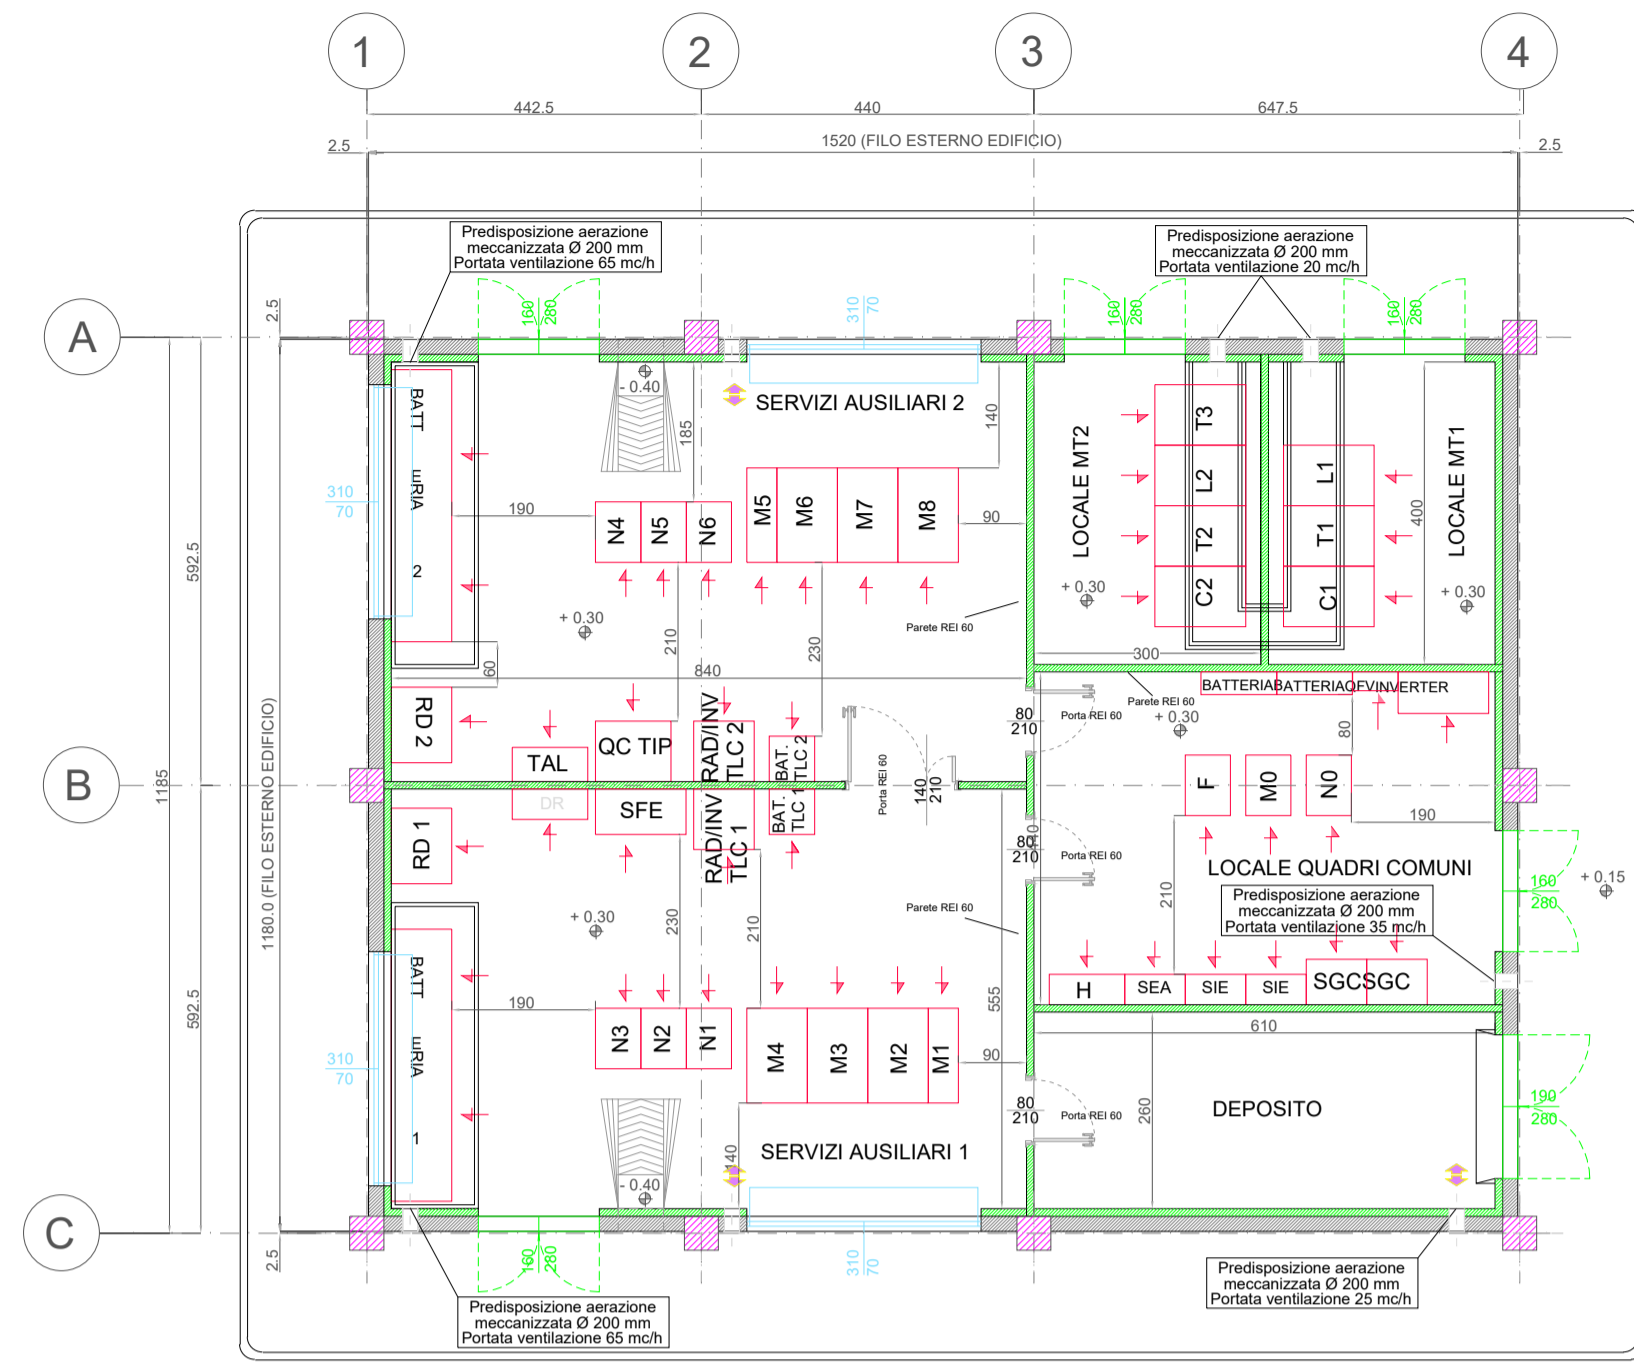 1
2
3
4
442.5
440
647.5
2.5
1520 (FILO ESTERNO EDIFICIO)
2.5
Predisposizione aerazione
meccanizzata Ø 200 mm
Portata ventilazione 65 mc/h
Predisposizione aerazione
meccanizzata Ø 200 mm
Portata ventilazione 20 mc/h
2.5
160
280
310
70
160
280
160
280
A
- 0.40
BATT
ERIA
2
185
SERVIZI AUSILIARI 2
140
LOCALE MT2
T3
L2
T2
C2
L1
T1
C1
400
LOCALE MT1
310
70
190
N4
N5
N6
M5
M6
M7
M8
90
592.5
+ 0.30
+ 0.30
+ 0.30
Parete REI 60
210
230
60
840
300
BATTERIA
BATTERIA
QFV
INVERTER
Parete REI 60
RD 2
80
210
Porta REI 60
+ 0.30
80
TAL
QC TIP
RAD/INV
TLC 2
BAT.
TLC 2
B
1185
1180.0 (FILO ESTERNO EDIFICIO)
DR
SFE
RAD/INV
TLC 1
BAT.
TLC 1
Porta REI 60
140
210
F
M0
N0
190
RD 1
80
210
440
Porta REI 60
LOCALE QUADRI COMUNI
160
280
+ 0.15
Predisposizione aerazione
meccanizzata Ø 200 mm
Portata ventilazione 35 mc/h
+ 0.30
230
210
Parete REI 60
210
H
SEA
SIE
SIE
SGC
SGC
BATT
ERIA
1
592.5
190
555
610
N3
N2
N1
M4
M3
M2
M1
90
310
70
80
210
Porta REI 60
260
DEPOSITO
190
280
140
SERVIZI AUSILIARI 1
- 0.40
C
2.5
160
280
310
70
Predisposizione aerazione
meccanizzata Ø 200 mm
Portata ventilazione 65 mc/h
Predisposizione aerazione
meccanizzata Ø 200 mm
Portata ventilazione 25 mc/h